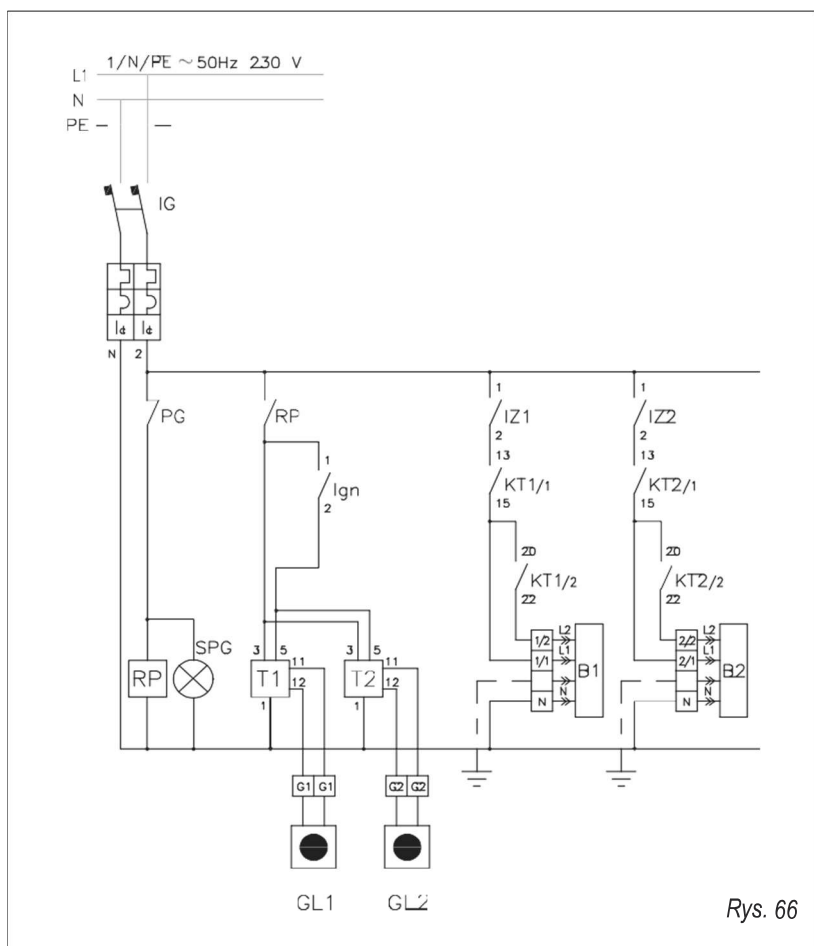 1/N/PE ~ 50Hz 230 V
L1
N
PE
IG
I¢ I¢
N 2
PG
RP
1
Ign
2
1
IZ1
2
13
KT1/1
15
20
KT1/2
22
1
IZ2
2
13
KT2/1
15
20
KT2/2
22
RP
SPG
3 5
T1
11
12
1
3 5
T2
11
12
1
1/2 L2
1/1 L1
N N
B1
2/2 L2
2/1 L1
N N
B2
G1 G1
G2 G2
GL1
GL2
Rys. 66